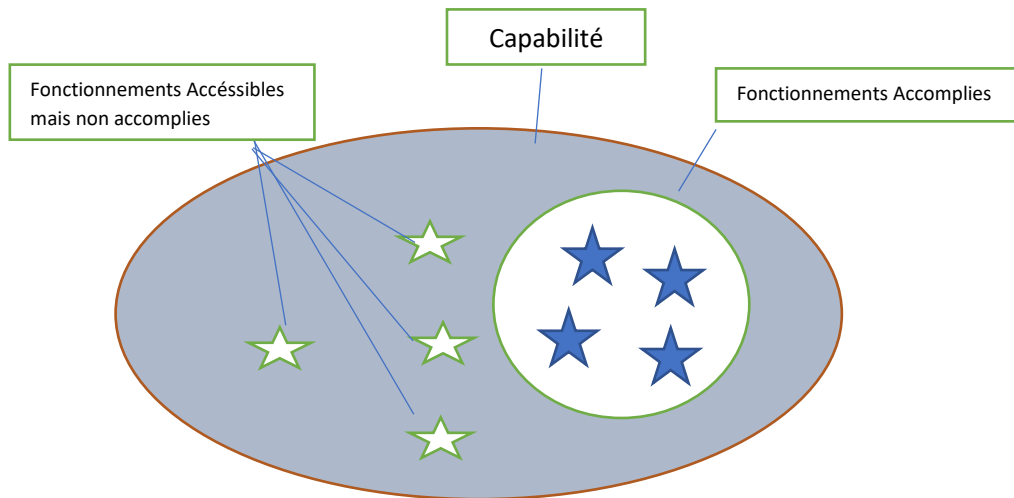 Capabilité
Fonctionnements Accéssibles
mais non accomplies
Fonctionnements Accomplies